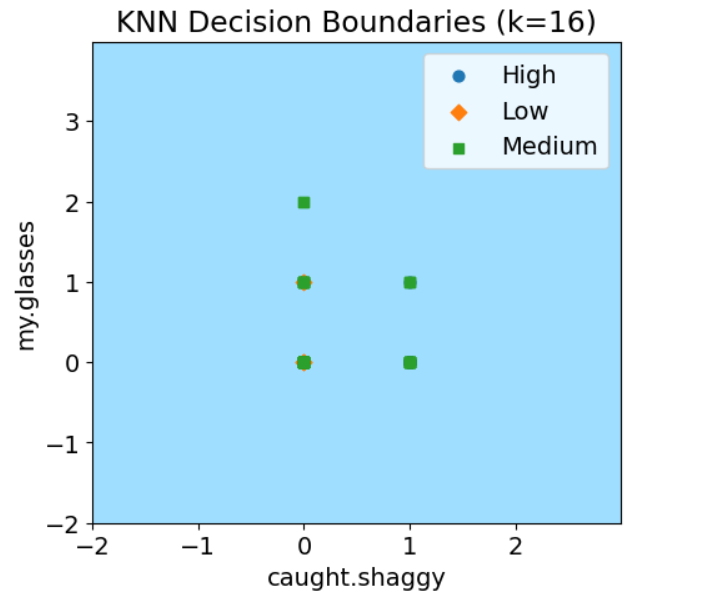 KNN Decision Boundaries (k=16)
High
Low
Medium
3
2
1
0
−1
−2
my.glasses
−2 −1 0 1 2
caught.shaggy